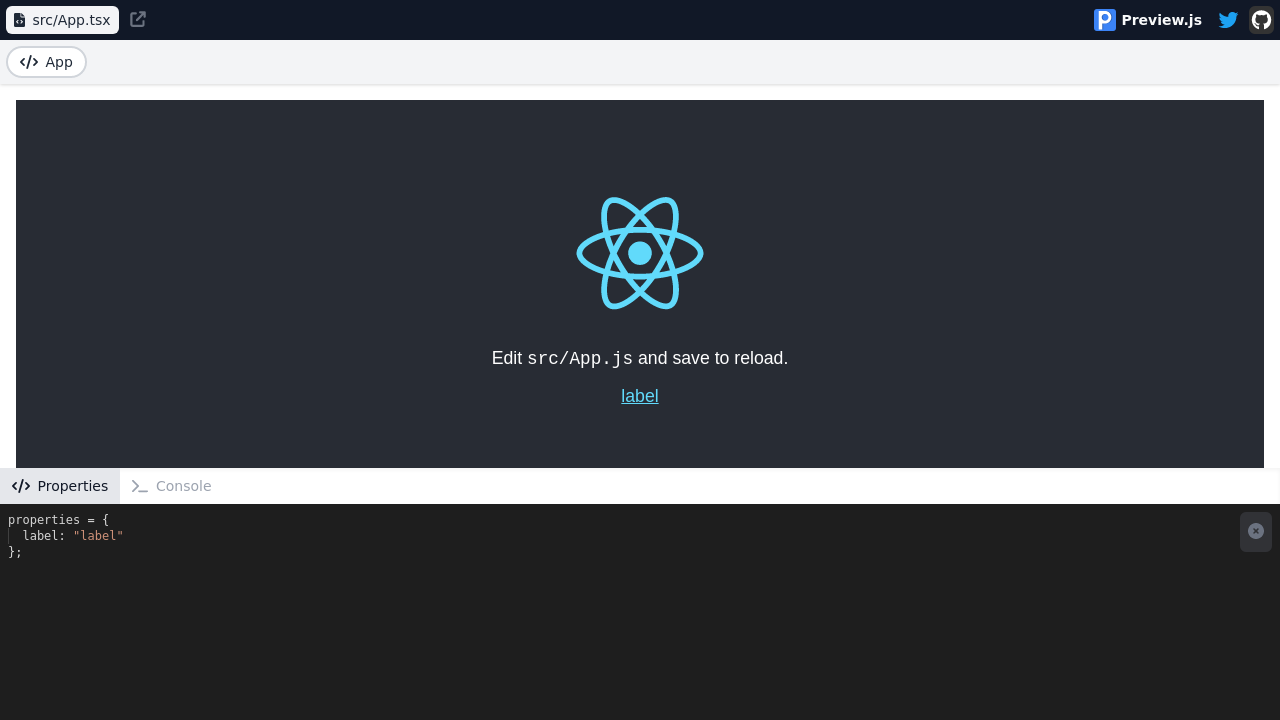 src/App.tsx
Preview.js
App
Edit src/App.js and save to reload.
label
Properties
Console
properties = {
  label: "label"
};